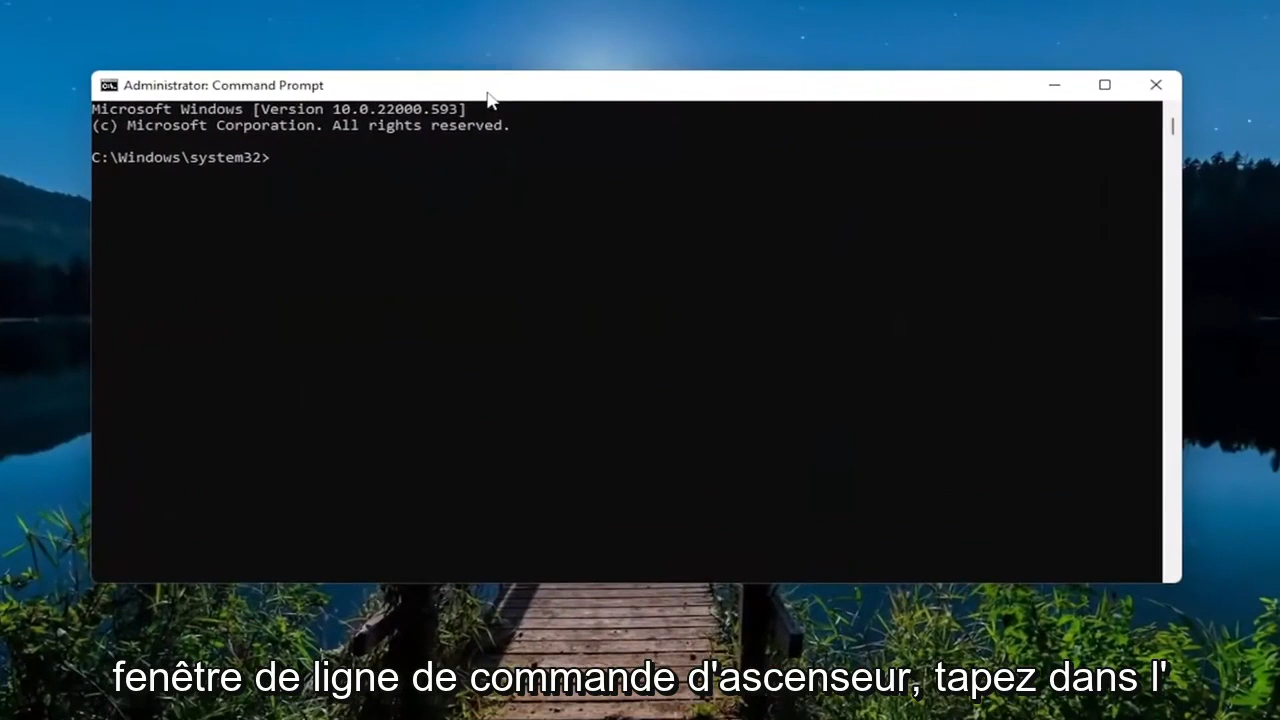 Administrator: Command Prompt
Microsoft Windows [Version 10.0.22000.593]
(c) Microsoft Corporation. All rights reserved.
C:\Windows\system32>
fenêtre de ligne de commande d'ascenseur, tapez dans l'